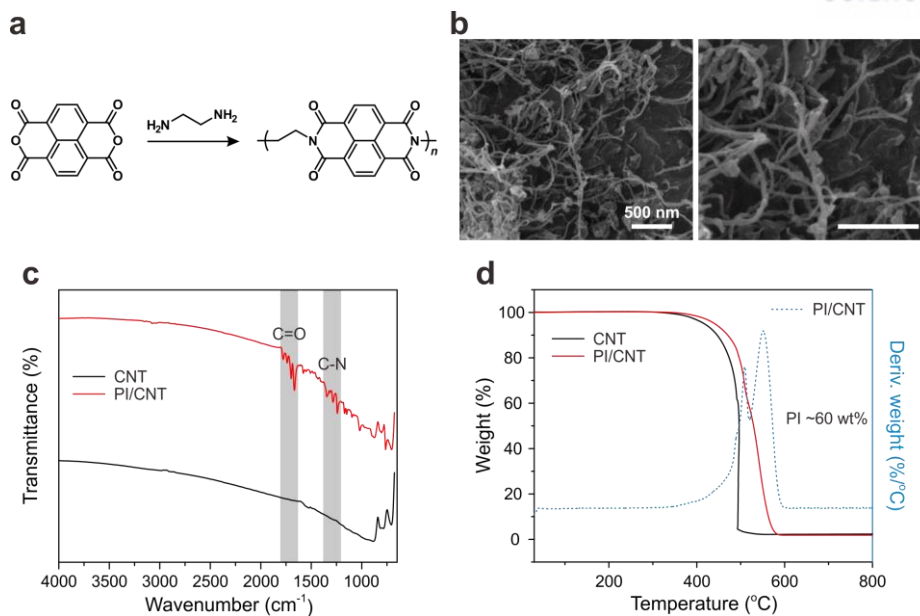 a
O O
O O
O O
H₂N NH₂
O O
N N
n
O O
b
500 nm
c
C=O
C-N
CNT
PI/CNT
Transmittance (%)
4000 3500 2500 2000 1500 1000
Wavenumber (cm⁻¹)
d
100
80
60
40
20
0
Weight (%)
CNT
PI/CNT
PI/CNT
PI ~60 wt%
Deriv. weight (%/°C)
200 400 600 800
Temperature (°C)